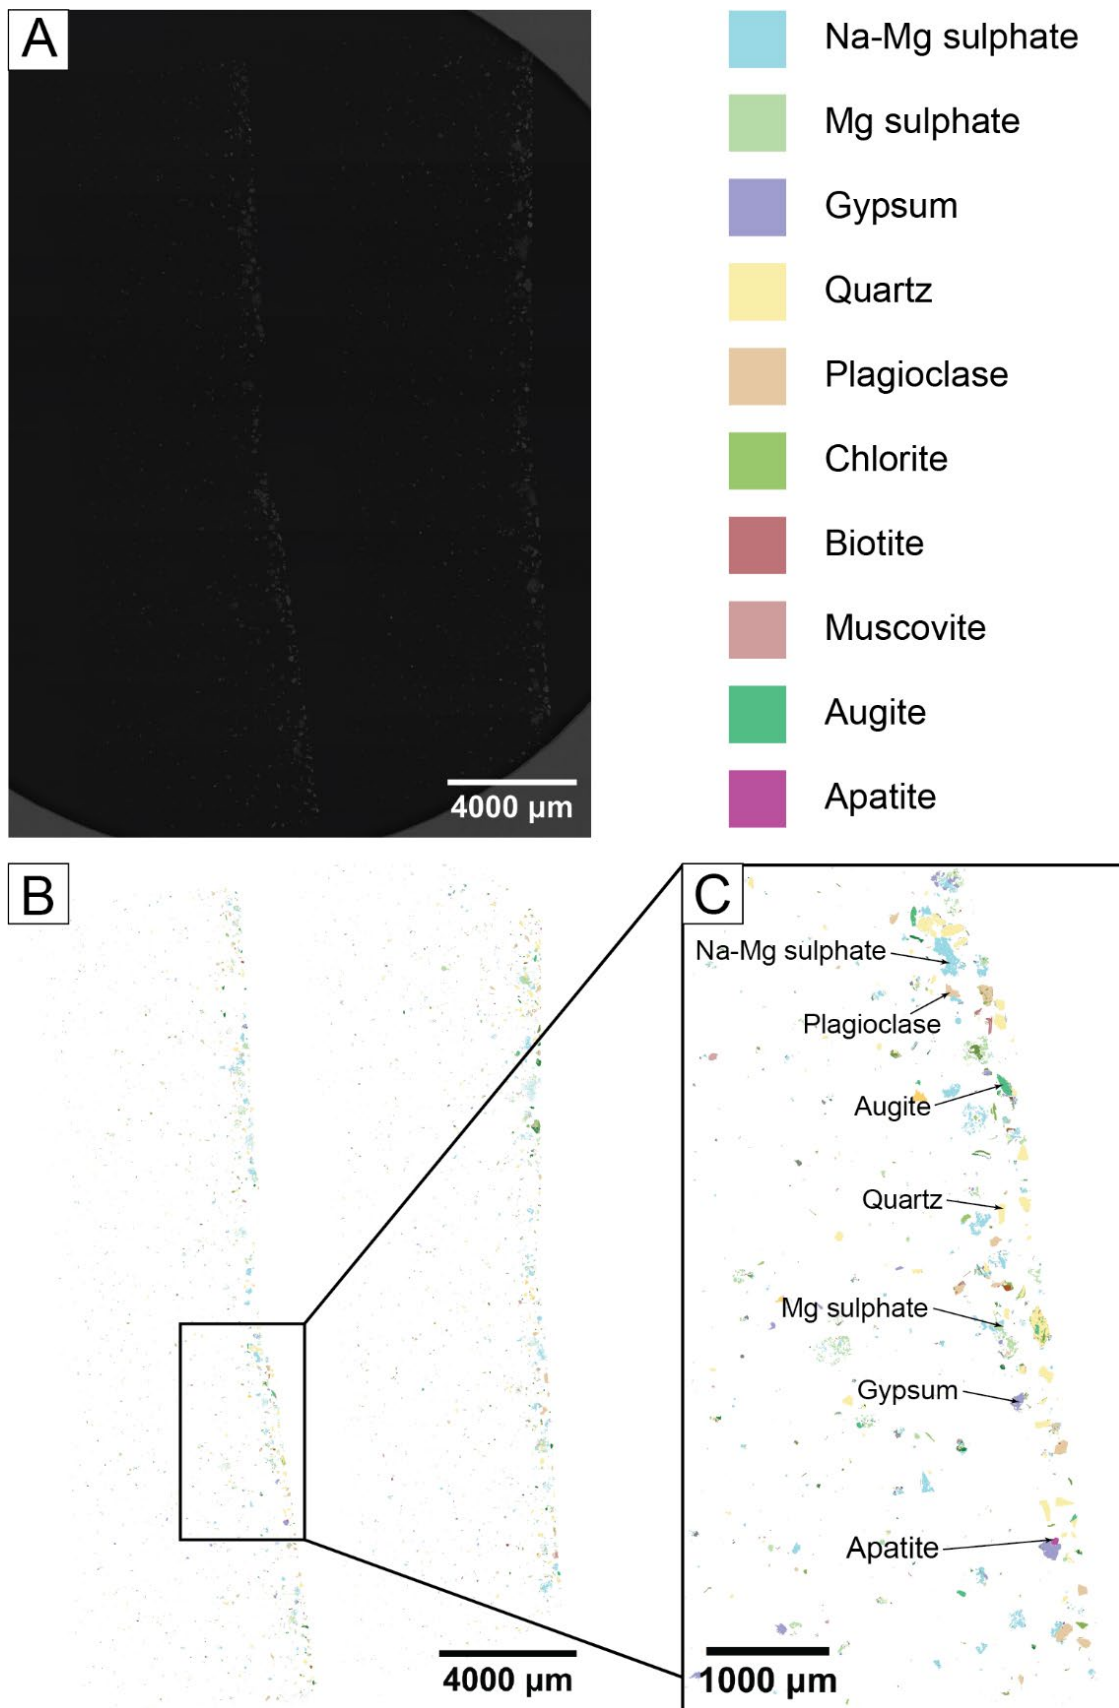 A
Na-Mg sulphate
Mg sulphate
Gypsum
Quartz
Plagioclase
Chlorite
Biotite
Muscovite
Augite
Apatite
4000 µm
B
C
Na-Mg sulphate
Plagioclase
Augite
Quartz
Mg sulphate
Gypsum
Apatite
4000 µm
1000 µm